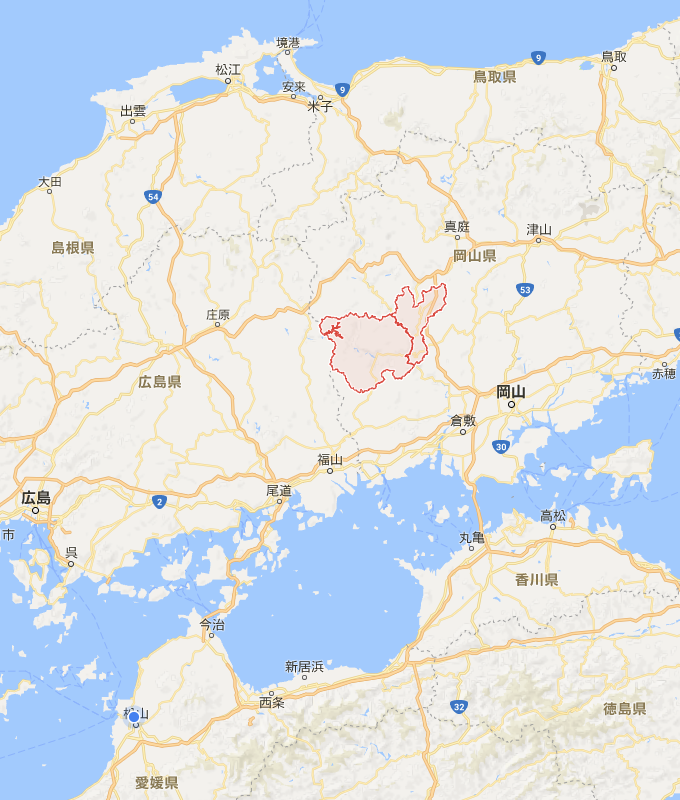 境港
松江
安来
米子
9
9
鳥取
鳥取県
出雲
大田
54
真庭
津山
島根県
岡山県
53
庄原
広島県
赤穂
岡山
倉敷
30
福山
尾道
広島
2
市
呉
高松
丸亀
香川県
今治
新居浜
西条
32
徳島県
松山
愛媛県